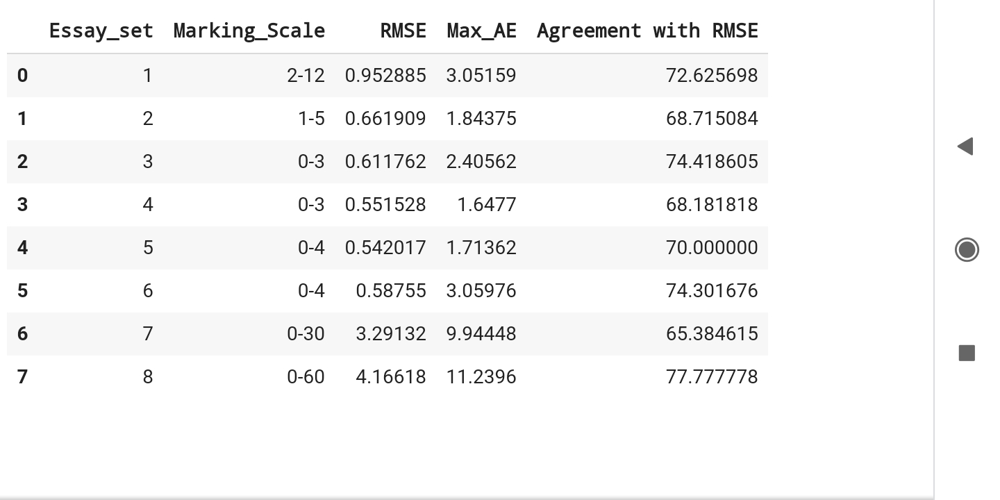 Essay_set Marking_Scale RMSE Max_AE Agreement with RMSE
0 1 2-12 0.952885 3.05159 72.625698
1 2 1-5 0.661909 1.84375 68.715084
2 3 0-3 0.611762 2.40562 74.418605
3 4 0-3 0.551528 1.6477 68.181818
4 5 0-4 0.542017 1.71362 70.000000
5 6 0-4 0.58755 3.05976 74.301676
6 7 0-30 3.29132 9.94448 65.384615
7 8 0-60 4.16618 11.2396 77.777778